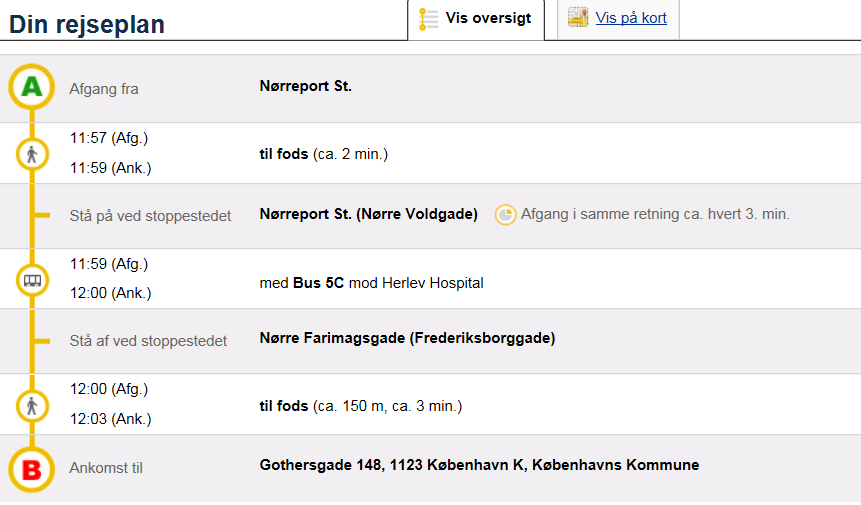 Din rejseplan
Vis oversigt
Vis på kort
A
Afgang fra
Nørreport St.
11:57 (Afg.)
11:59 (Ank.)
til fods (ca. 2 min.)
Stå på ved stoppestedet
Nørreport St. (Nørre Voldgade)
Afgang i samme retning ca. hvert 3. min.
11:59 (Afg.)
12:00 (Ank.)
med Bus 5C mod Herlev Hospital
Stå af ved stoppestedet
Nørre Farimagsgade (Frederiksborggade)
12:00 (Afg.)
12:03 (Ank.)
til fods (ca. 150 m, ca. 3 min.)
B
Ankomst til
Gothersgade 148, 1123 København K, Københavns Kommune